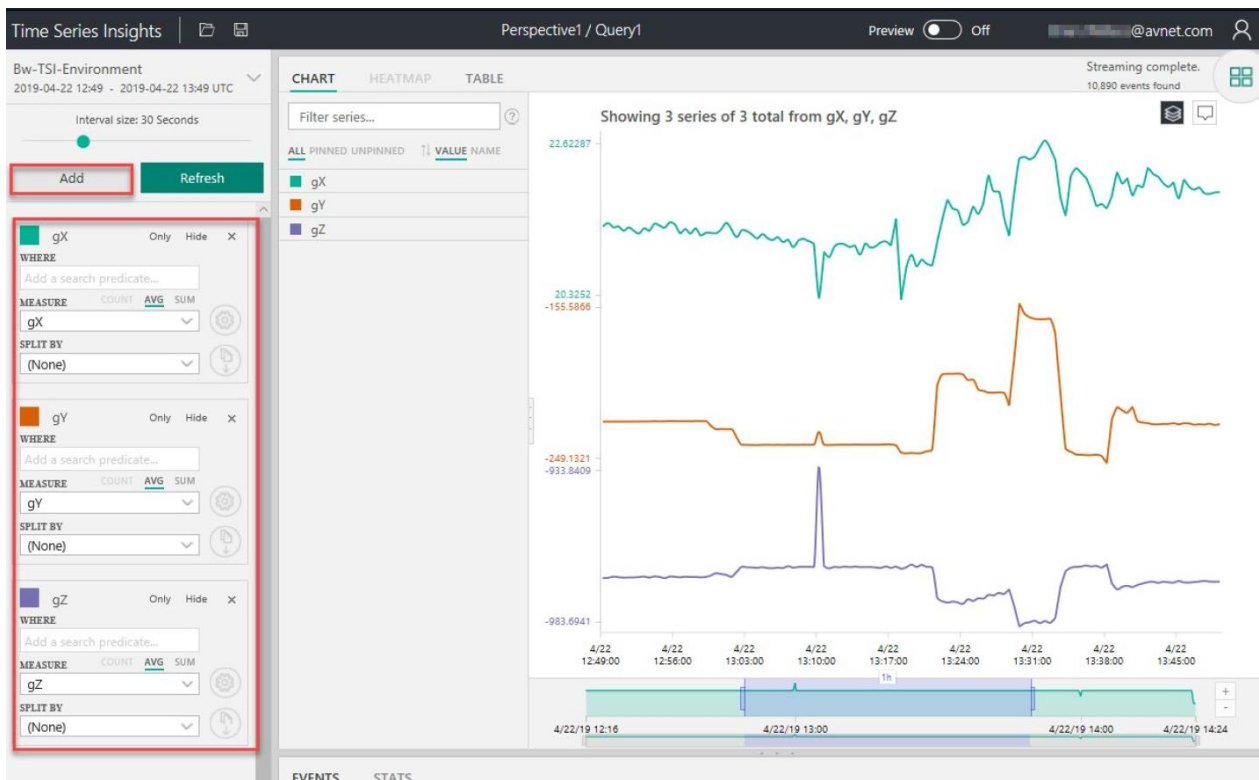 Time Series Insights
Perspective1 / Query1
Preview Off
@avnet.com
Bw-TSI-Environment
2019-04-22 12:49 - 2019-04-22 13:49 UTC
Interval size: 30 Seconds
Add Refresh
gX Only Hide ×
WHERE
Add a search predicate...
MEASURE COUNT AVG SUM
gX
SPLIT BY
(None)
gY Only Hide ×
WHERE
Add a search predicate...
MEASURE COUNT AVG SUM
gY
SPLIT BY
(None)
gZ Only Hide ×
WHERE
Add a search predicate...
MEASURE COUNT AVG SUM
gZ
SPLIT BY
(None)
CHART HEATMAP TABLE
Streaming complete.
10,890 events found
Filter series... ?
ALL PINNED UNPINNED VALUE NAME
gX
gY
gZ
Showing 3 series of 3 total from gX, gY, gZ
22.62287
20.3252
-155.5866
-249.1321
-933.8409
-983.6941
4/22 4/22 4/22 4/22 4/22 4/22 4/22 4/22 4/22
12:49:00 12:56:00 13:03:00 13:10:00 13:17:00 13:24:00 13:31:00 13:38:00 13:45:00
1h
+
-
4/22/19 12:16 4/22/19 13:00 4/22/19 14:00 4/22/19 14:24
EVENTS STATS